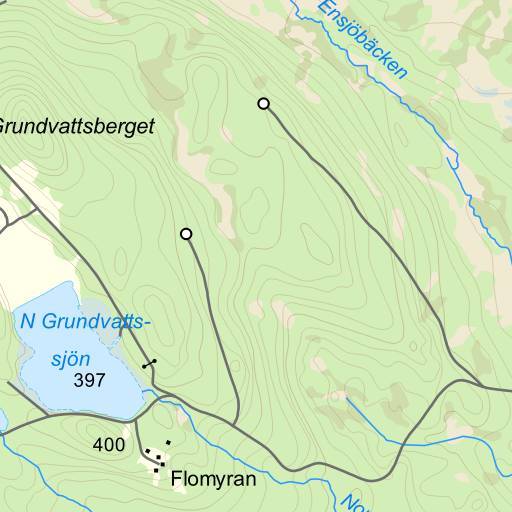 Ensjöbäcken
Grundvattsberget
N Grundvatts-
sjön
397
400
Flomyran